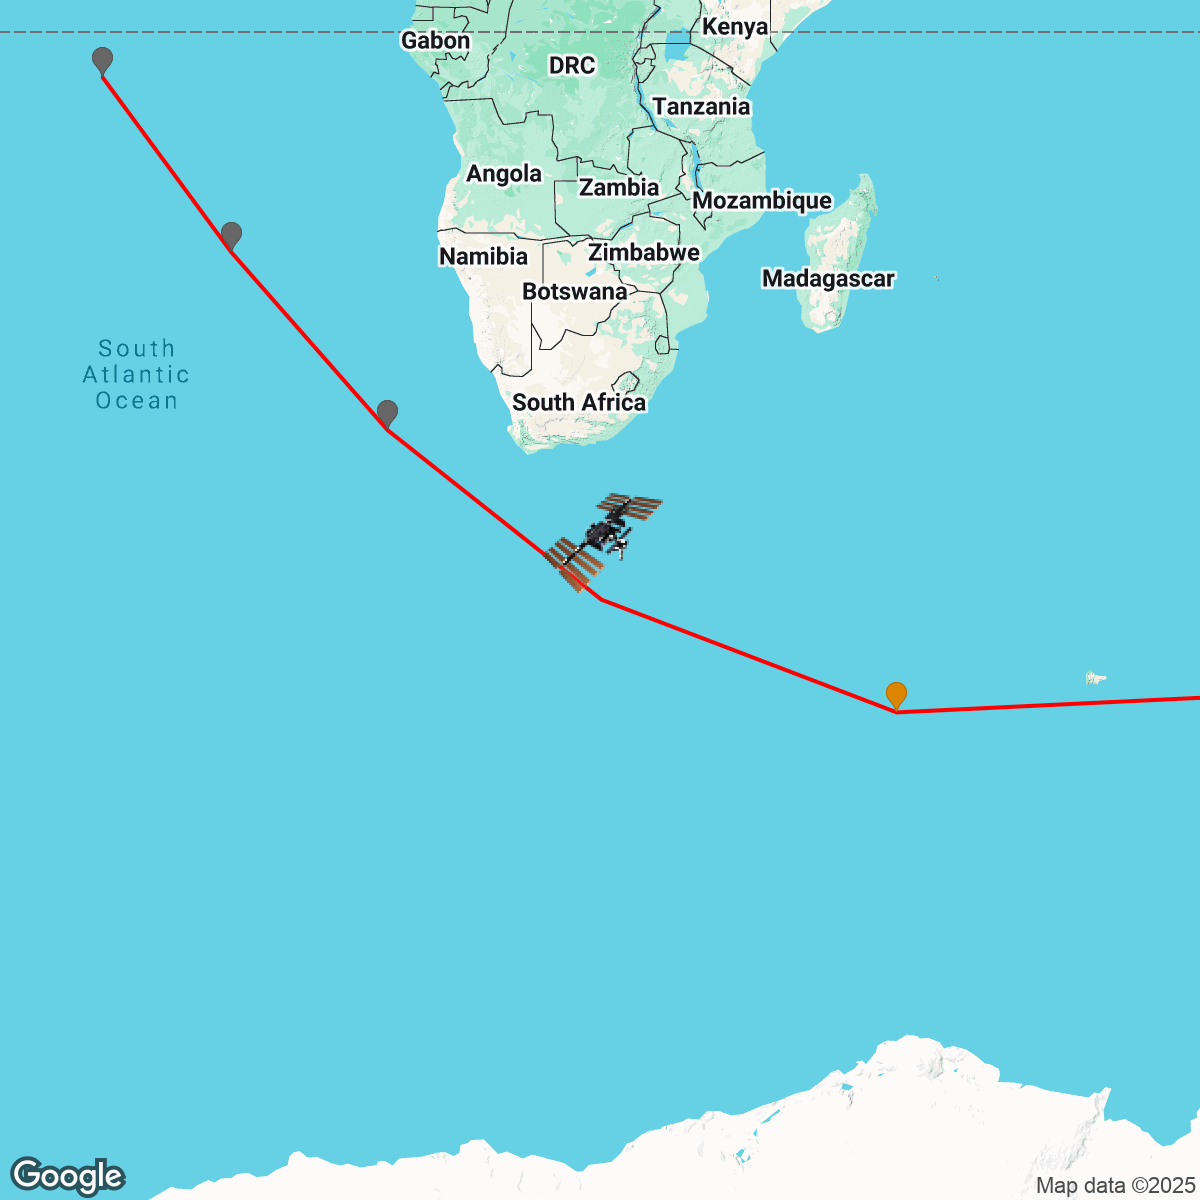 Kenya
Gabon
DRC
Tanzania
Angola
Zambia
Mozambique
Namibia
Zimbabwe
Madagascar
Botswana
South
Atlantic
Ocean
South Africa
Google
Map data ©2025